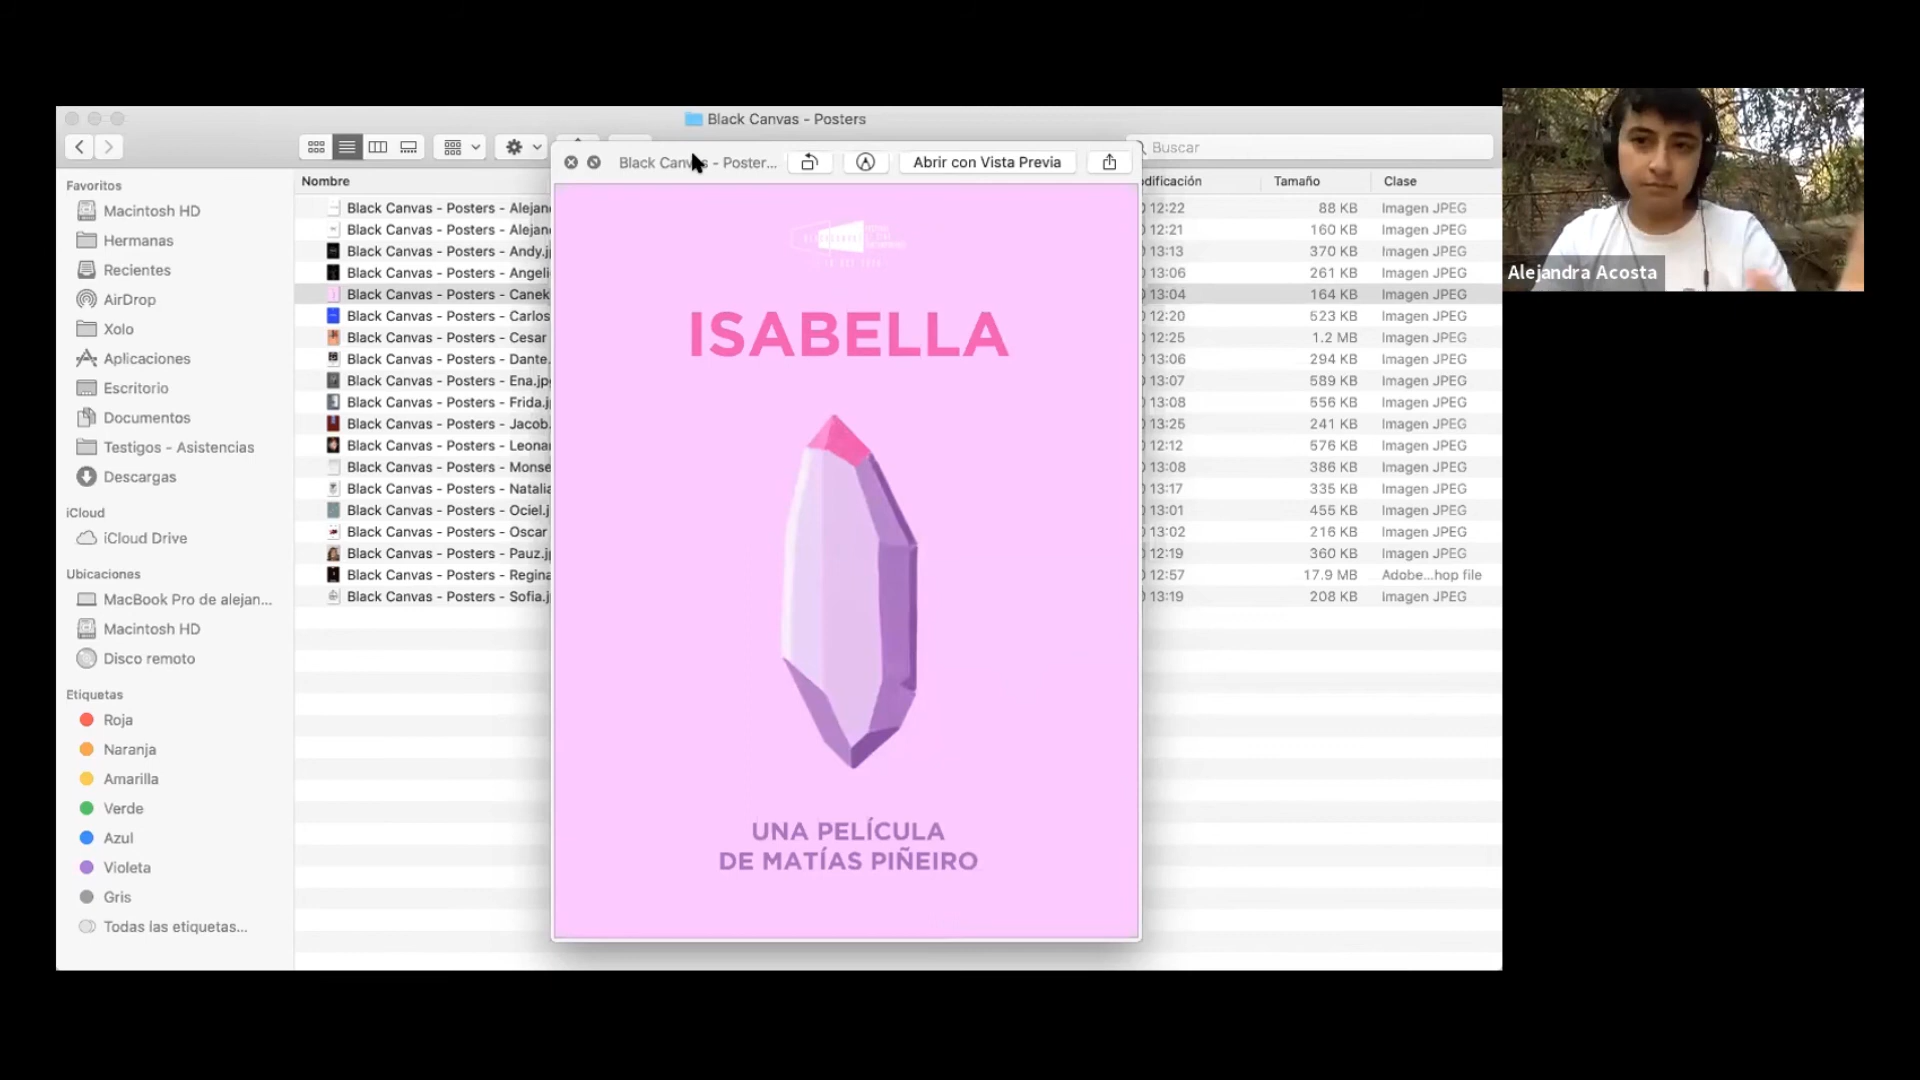 Black Canvas - Posters
Buscar
Black Canvas - Poster...
Abrir con Vista Previa
Favoritos
Macintosh HD
Hermanas
Recientes
AirDrop
Xolo
Aplicaciones
Escritorio
Documentos
Testigos - Asistencias
Descargas
iCloud
iCloud Drive
Ubicaciones
MacBook Pro de alejan...
Macintosh HD
Disco remoto
Etiquetas
Roja
Naranja
Amarilla
Verde
Azul
Violeta
Gris
Todas las etiquetas...
Nombre
Tamaño
Clase
Black Canvas - Posters - Alejan 12:22 88 KB Imagen JPEG
Black Canvas - Posters - Alejan 12:21 160 KB Imagen JPEG
Black Canvas - Posters - Andy.j 13:13 370 KB Imagen JPEG
Black Canvas - Posters - Angeli 13:06 261 KB Imagen JPEG
Black Canvas - Posters - Canek 13:04 164 KB Imagen JPEG
Black Canvas - Posters - Carlos 12:20 523 KB Imagen JPEG
Black Canvas - Posters - Cesar 12:25 1.2 MB Imagen JPEG
Black Canvas - Posters - Dante. 13:06 294 KB Imagen JPEG
Black Canvas - Posters - Ena.jp 13:07 589 KB Imagen JPEG
Black Canvas - Posters - Frida.j 13:08 556 KB Imagen JPEG
Black Canvas - Posters - Jacob. 13:25 241 KB Imagen JPEG
Black Canvas - Posters - Leona 12:12 576 KB Imagen JPEG
Black Canvas - Posters - Monse 13:08 386 KB Imagen JPEG
Black Canvas - Posters - Natalia 13:17 335 KB Imagen JPEG
Black Canvas - Posters - Ociel.j 13:01 455 KB Imagen JPEG
Black Canvas - Posters - Oscar 13:02 216 KB Imagen JPEG
Black Canvas - Posters - Pauz.j 12:19 360 KB Imagen JPEG
Black Canvas - Posters - Regina 12:57 17.9 MB Adobe...hop file
Black Canvas - Posters - Sofia.j 13:19 208 KB Imagen JPEG
ISABELLA
UNA PELÍCULA
DE MATÍAS PIÑEIRO
Alejandra Acosta